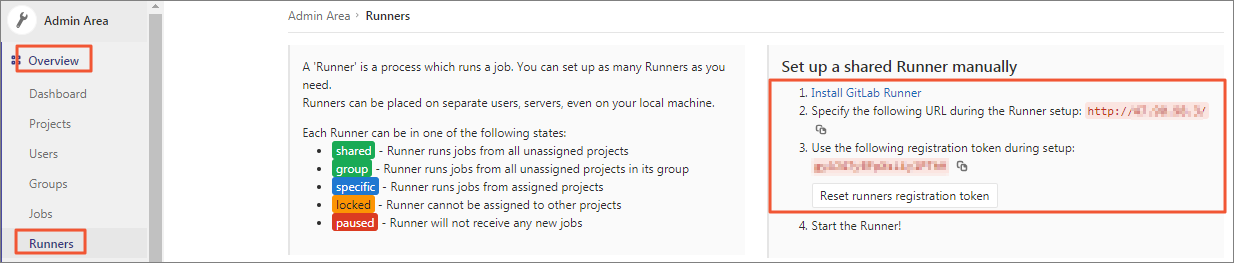 Admin Area
Overview
Dashboard
Projects
Users
Groups
Jobs
Runners
Admin Area › Runners
A 'Runner' is a process which runs a job. You can set up as many Runners as you
need.
Runners can be placed on separate users, servers, even on your local machine.
Each Runner can be in one of the following states:
• shared - Runner runs jobs from all unassigned projects
• group - Runner runs jobs from all unassigned projects in its group
• specific - Runner runs jobs from assigned projects
• locked - Runner cannot be assigned to other projects
• paused - Runner will not receive any new jobs
Set up a shared Runner manually
1. Install GitLab Runner
2. Specify the following URL during the Runner setup: http://
3. Use the following registration token during setup:
Reset runners registration token
4. Start the Runner!